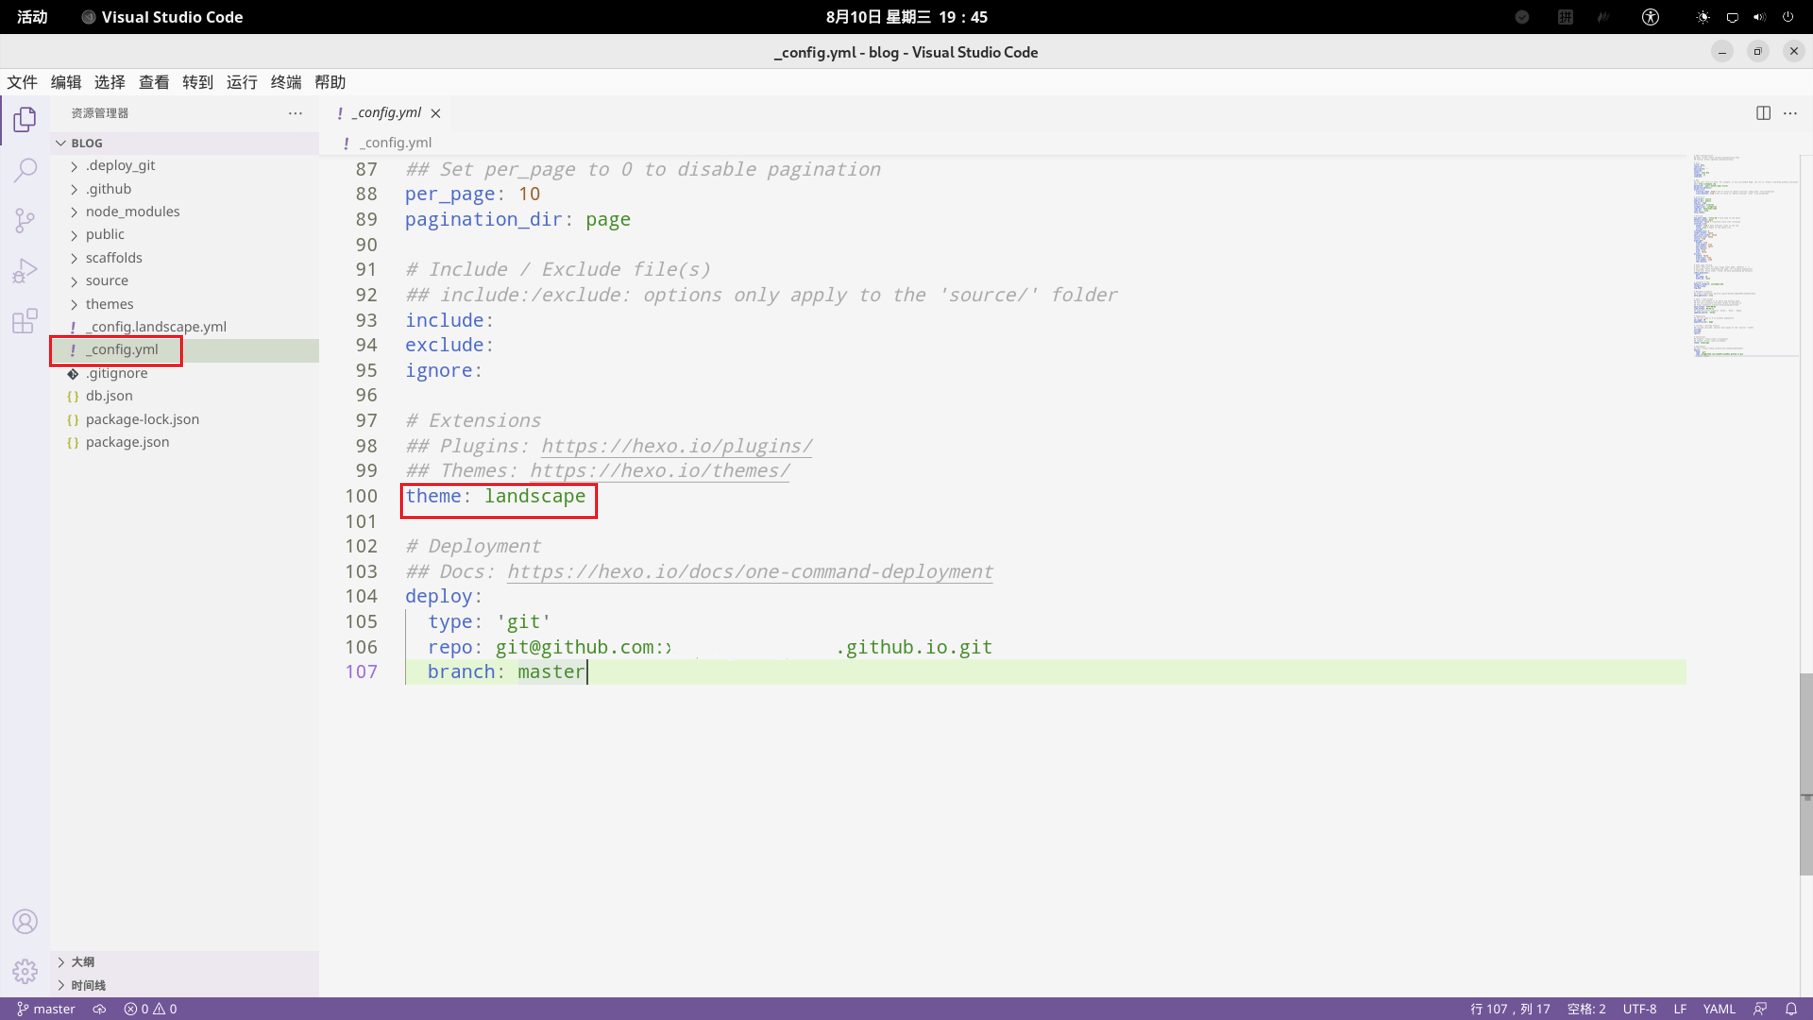 活动 Visual Studio Code 8月10日 星期三 19：45 拼
_config.yml - blog - Visual Studio Code
文件 编辑 选择 查看 转到 运行 终端 帮助
资源管理器
BLOG
.deploy_git
.github
node_modules
public
scaffolds
source
themes
! _config.landscape.yml
! _config.yml
.gitignore
{} db.json
{} package-lock.json
{} package.json
大纲
时间线
! _config.yml
! _config.yml
87 ## Set per_page to 0 to disable pagination
88 per_page: 10
89 pagination_dir: page
90
91 # Include / Exclude file(s)
92 ## include:/exclude: options only apply to the 'source/' folder
93 include:
94 exclude:
95 ignore:
96
97 # Extensions
98 ## Plugins: https://hexo.io/plugins/
99 ## Themes: https://hexo.io/themes/
100 theme: landscape
101
102 # Deployment
103 ## Docs: https://hexo.io/docs/one-command-deployment
104 deploy:
105 type: 'git'
106 repo: git@github.com: .github.io.git
107 branch: master
master 0 0 行 107，列 17 空格: 2 UTF-8 LF YAML